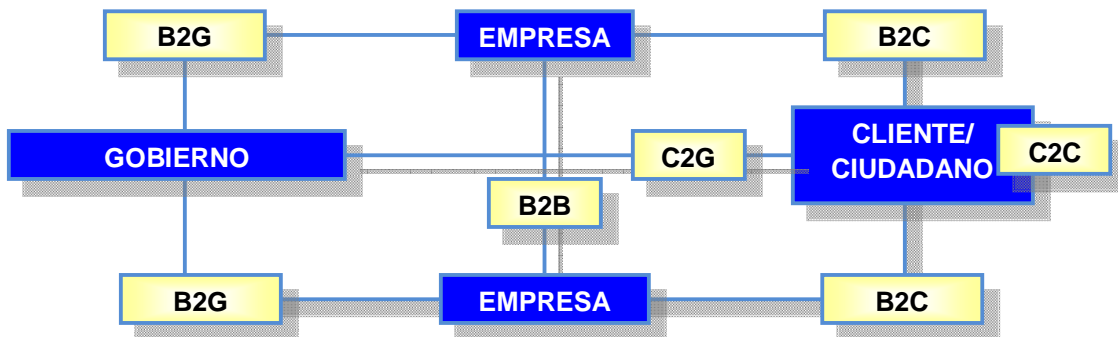 B2G
EMPRESA
B2C
GOBIERNO
C2G
CLIENTE/
CIUDADANO
C2C
B2B
B2G
EMPRESA
B2C